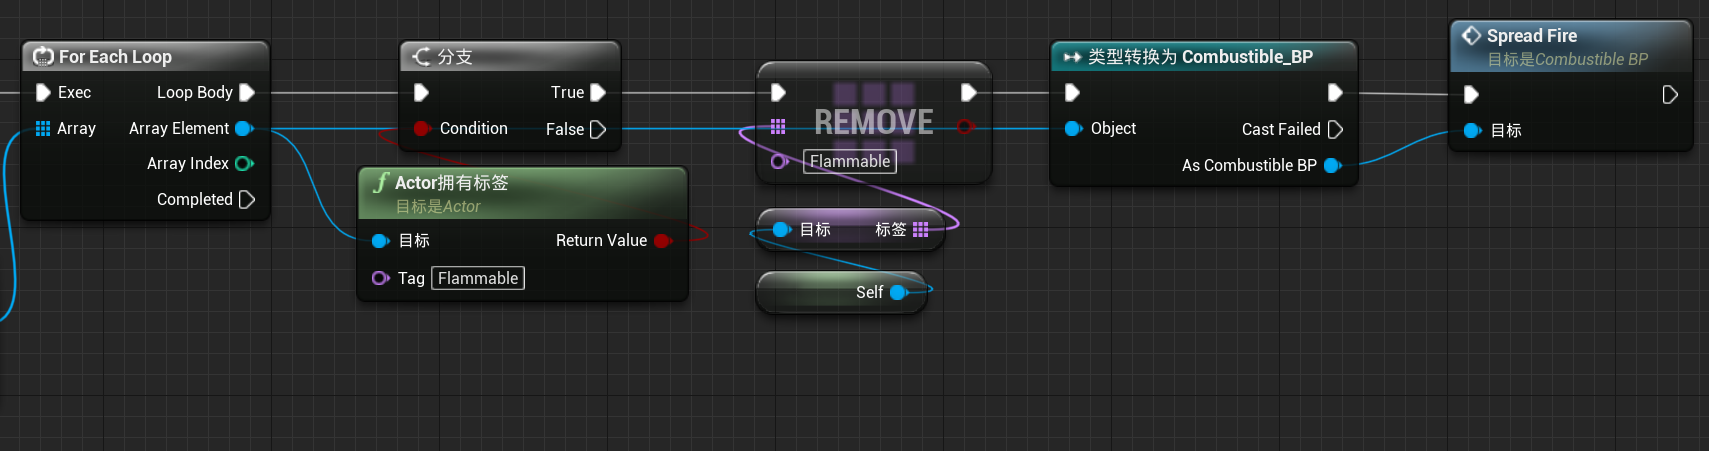 For Each Loop
Exec
Loop Body
Array
Array Element
Array Index
Completed
分支
True
Condition
False
Actor拥有标签
目标是Actor
目标
Return Value
Tag
Flammable
REMOVE
Flammable
目标
标签
Self
类型转换为 Combustible_BP
Object
Cast Failed
As Combustible BP
Spread Fire
目标是Combustible BP
目标